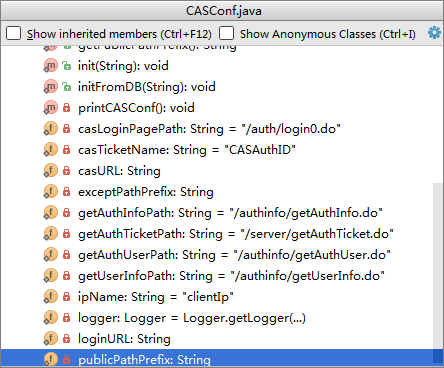 CASConf.java
Show inherited members (Ctrl+F12) Show Anonymous Classes (Ctrl+I)
getPublicPathPrefix(): String
init(String): void
initFromDB(String): void
printCASConf(): void
casLoginPagePath: String = "/auth/login0.do"
casTicketName: String = "CASAuthID"
casURL: String
exceptPathPrefix: String
getAuthInfoPath: String = "/authinfo/getAuthInfo.do"
getAuthTicketPath: String = "/server/getAuthTicket.do"
getAuthUserPath: String = "/authinfo/getAuthUser.do"
getUserInfoPath: String = "/authinfo/getUserInfo.do"
ipName: String = "clientIp"
logger: Logger = Logger.getLogger(...)
loginURL: String
publicPathPrefix: String